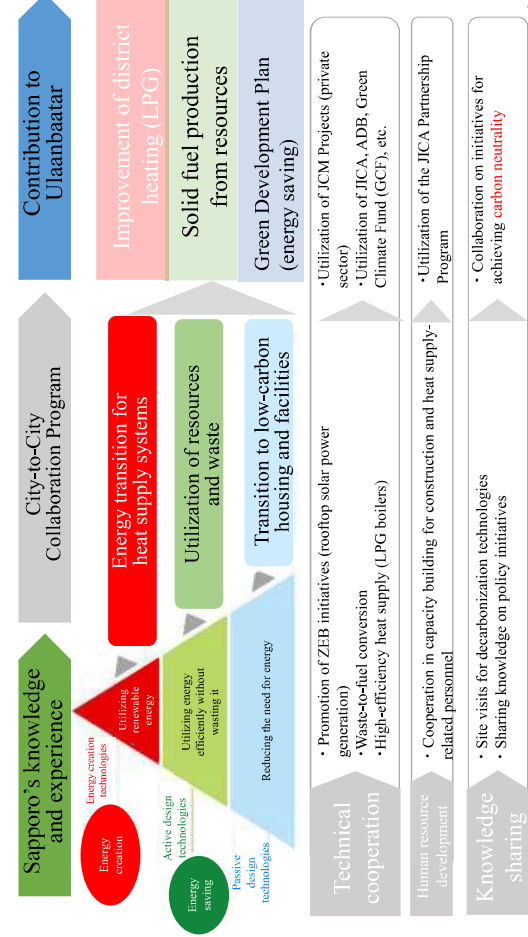 Sapporo's knowledge
and experience
City-to-City
Collaboration Program
Contribution to
Ulaanbaatar
Energy
creation
Energy creation
technologies
Utilizing
renewable
energy
Energy transition for
heat supply systems
Improvement of district
heating (LPG)
Energy
saving
Active design
technologies
Utilizing energy
efficiently without
wasting it
Utilization of resources
and waste
Solid fuel production
from resources
Passive
design
technologies
Reducing the need for energy
Transition to low-carbon
housing and facilities
Green Development Plan
(energy saving)
Technical
cooperation
・Promotion of ZEB initiatives (rooftop solar power
generation)
・Waste-to-fuel conversion
・High-efficiency heat supply (LPG boilers)
・Utilization of JCM Projects (private
sector)
・Utilization of JICA, ADB, Green
Climate Fund (GCF), etc.
Human resource
development
・Cooperation in capacity building for construction and heat supply-
related personnel
・Utilization of the JICA Partnership
Program
Knowledge
sharing
・Site visits for decarbonization technologies
・Sharing knowledge on policy initiatives
・Collaboration on initiatives for
achieving carbon neutrality